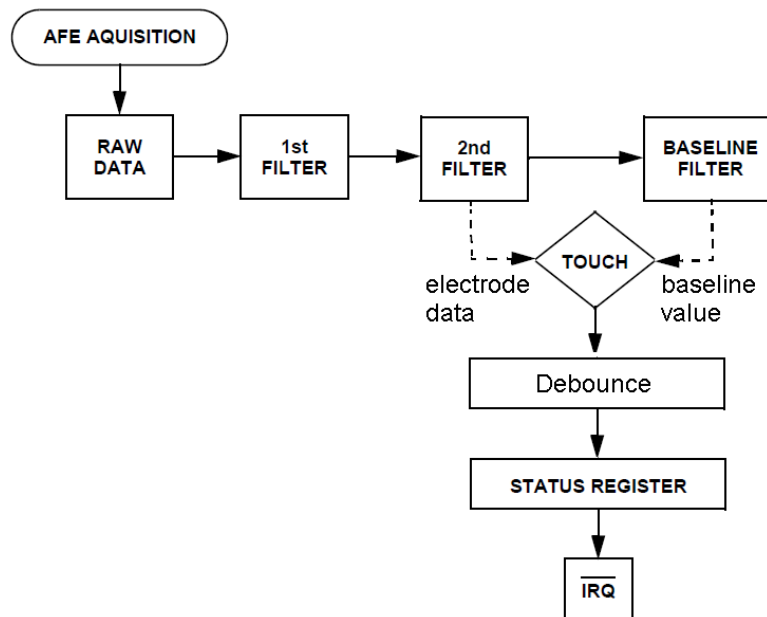 AFE AQUISITION
RAW
DATA
1st
FILTER
2nd
FILTER
BASELINE
FILTER
TOUCH
electrode
data
baseline
value
Debounce
STATUS REGISTER
IRQ